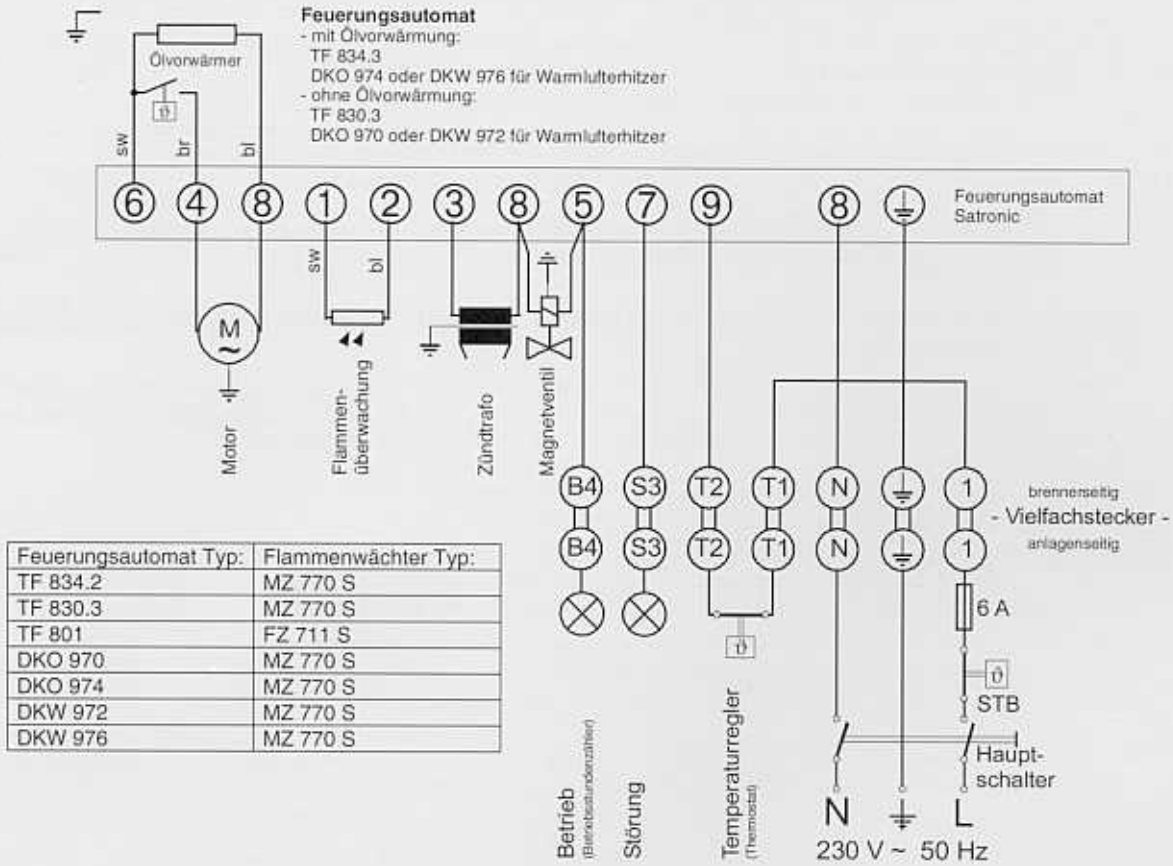 Feuerungsautomat
- mit Ölvorwärmung:
TF 834.3
DKO 974 oder DKW 976 für Warmlufterhitzer
- ohne Ölvorwärmung:
TF 830.3
DKO 970 oder DKW 972 für Warmlufterhitzer
Ölvorwärmer
ϑ
sw
br
bl
6 4 8 1 2 3 8 5 7 9 8
Feuerungsautomat
Satronic
sw
bl
M
~
Motor
Flammen-
überwachung
Zündtrafo
Magnetventil
B4 S3 T2 T1 N 1
brennerseitig
- Vielfachstecker -
B4 S3 T2 T1 N 1
anlagenseitig
6 A
ϑ
ϑ
STB
Haupt-
schalter
Betrieb
(Betriebsstundenzähler)
Störung
Temperaturregler
(Thermostat)
N L
230 V ~ 50 Hz
Feuerungsautomat Typ: Flammenwächter Typ:
TF 834.2 MZ 770 S
TF 830.3 MZ 770 S
TF 801 FZ 711 S
DKO 970 MZ 770 S
DKO 974 MZ 770 S
DKW 972 MZ 770 S
DKW 976 MZ 770 S